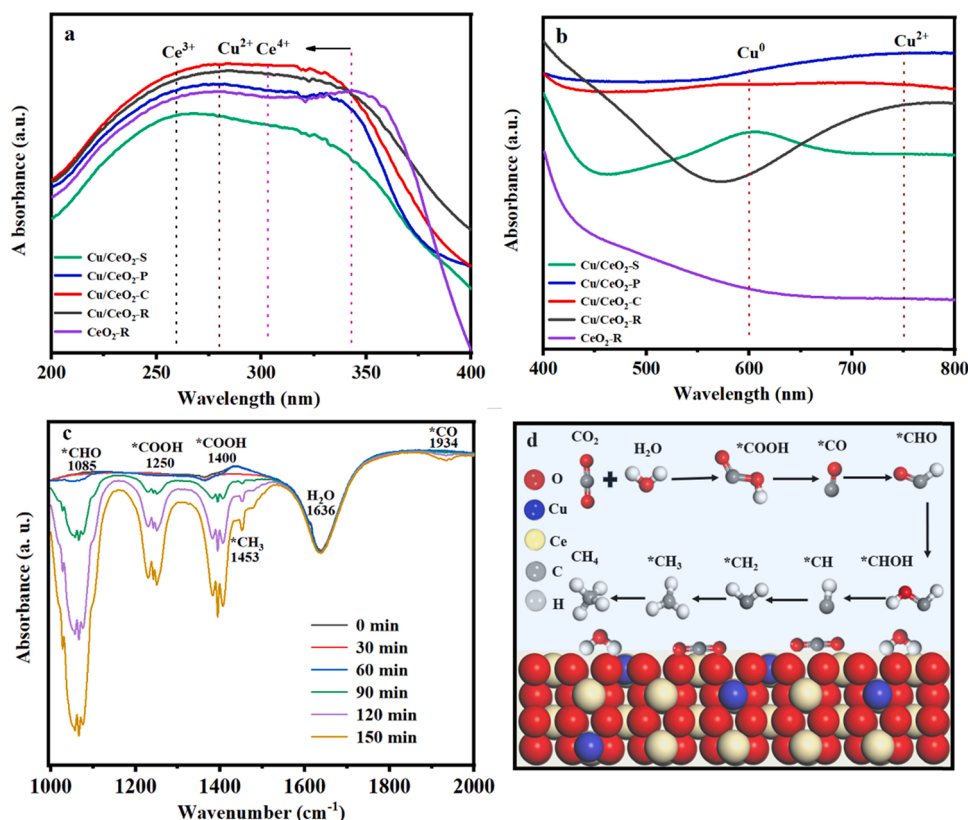 a
Ce³⁺
Cu²⁺ Ce⁴⁺
A absorbance (a.u.)
Cu/CeO₂-S
Cu/CeO₂-P
Cu/CeO₂-C
Cu/CeO₂-R
CeO₂-R
200 250 300 350 400
Wavelength (nm)
b
Cu⁰
Cu²⁺
Absorbance (a.u.)
Cu/CeO₂-S
Cu/CeO₂-P
Cu/CeO₂-C
Cu/CeO₂-R
CeO₂-R
400 500 600 700 800
Wavelength (nm)
c
*CHO
1085
*COOH
1250
*COOH
1400
*CO
1934
H₂O
1636
*CH₃
1453
Absorbance (a. u.)
0 min
30 min
60 min
90 min
120 min
150 min
1000 1200 1400 1600 1800 2000
Wavenumber (cm⁻¹)
d
CO₂
H₂O
*COOH
*CO
*CHO
O
Cu
Ce
C
H
CH₄
*CH₃
*CH₂
*CH
*CHOH